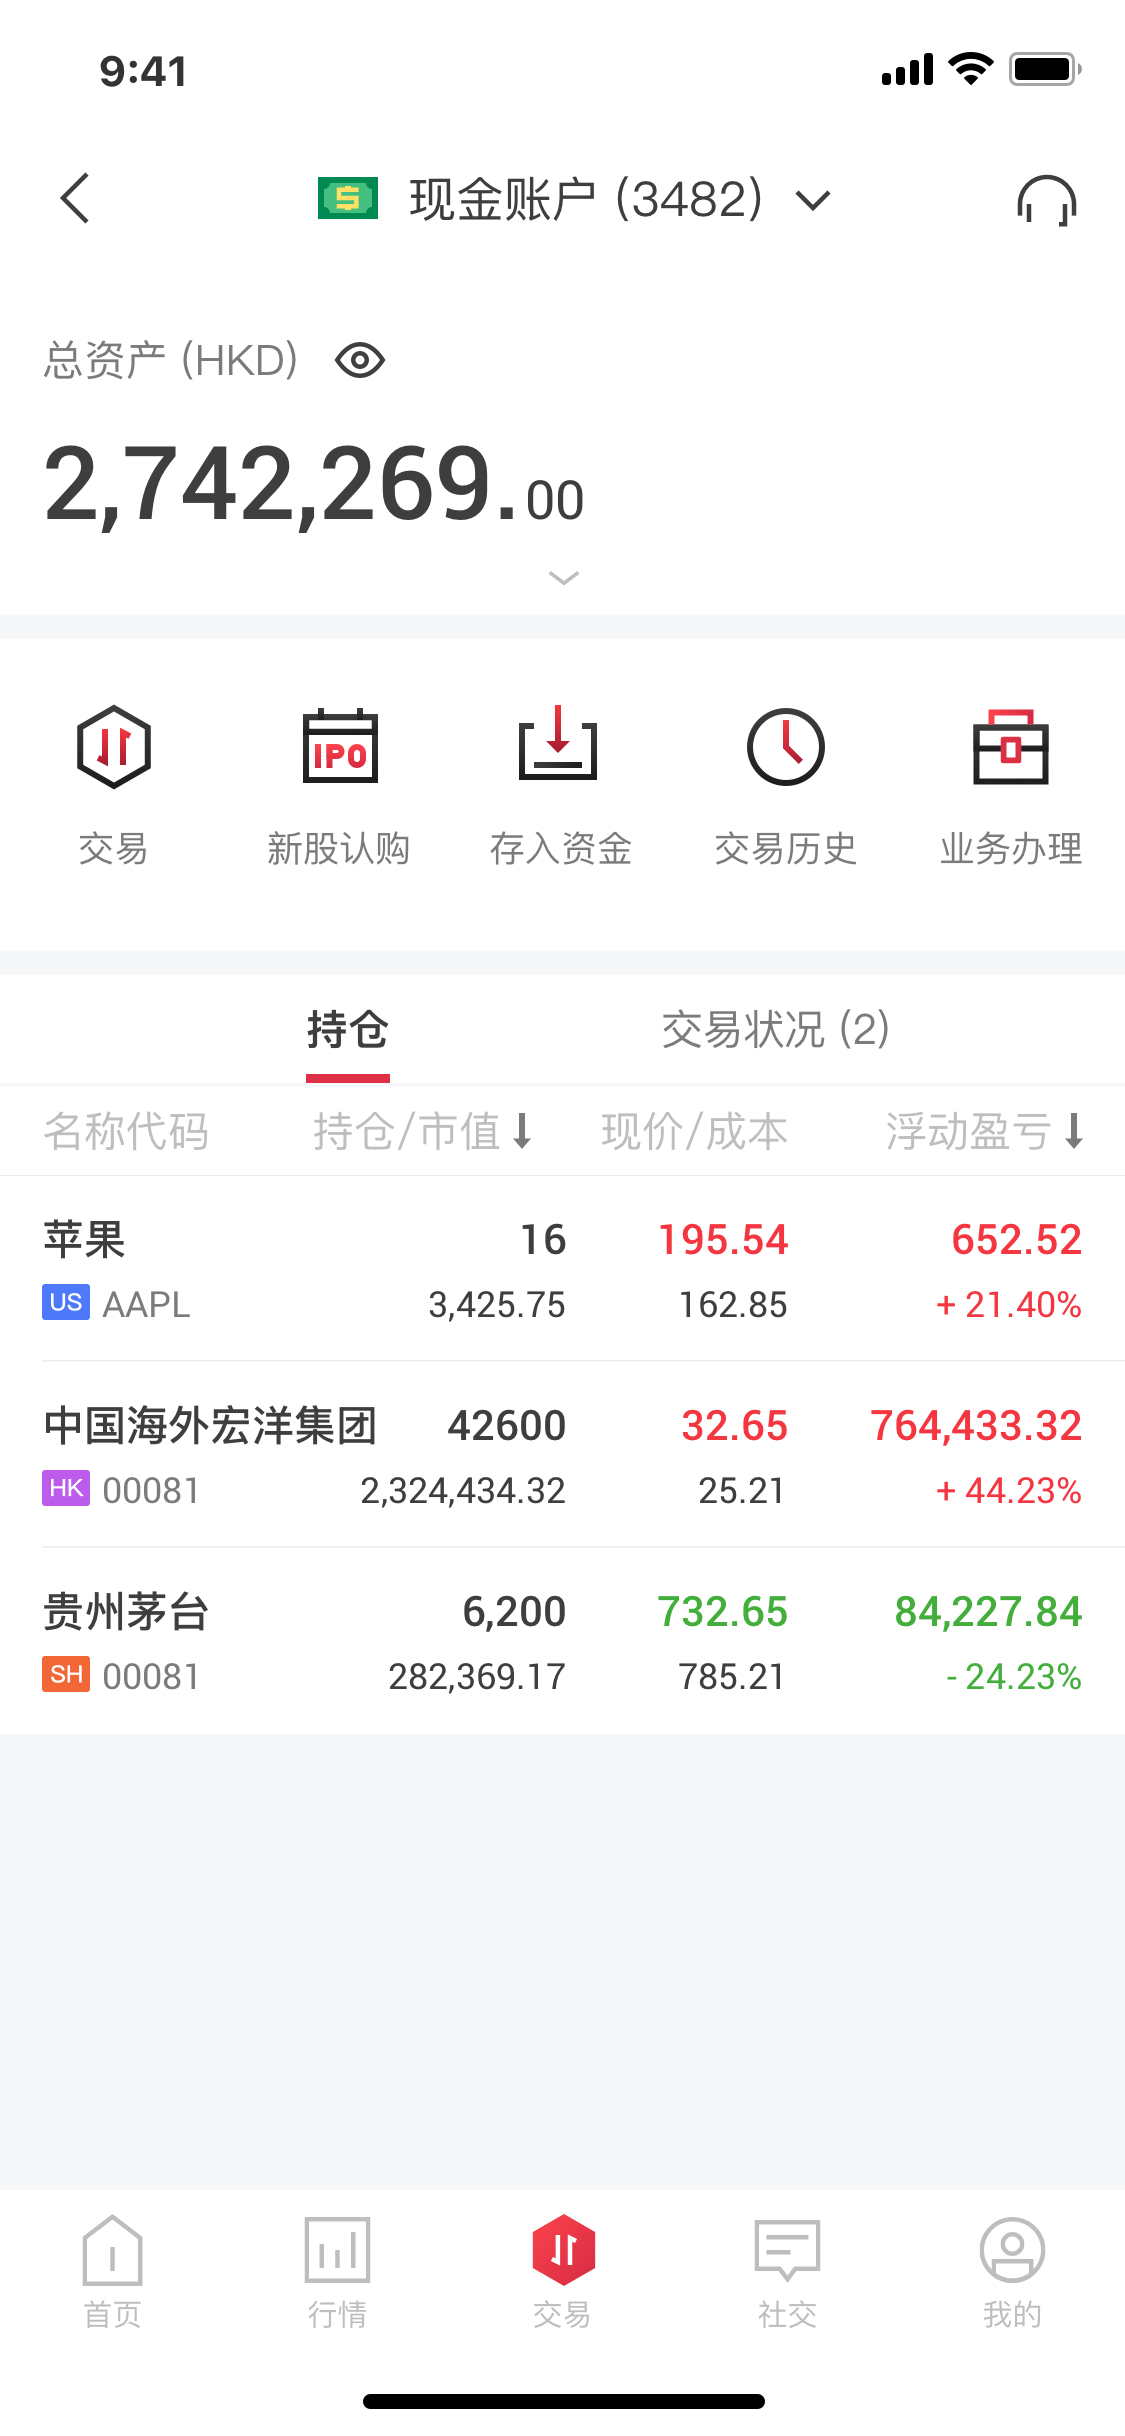 9:41
现金账户 (3482)
总资产 (HKD)
2,742,269.00
IPO
交易 新股认购 存入资金 交易历史 业务办理
持仓 交易状况 (2)
名称代码 持仓/市值 现价/成本 浮动盈亏
苹果 16 195.54 652.52
US AAPL 3,425.75 162.85 + 21.40%
中国海外宏洋集团 42600 32.65 764,433.32
HK 00081 2,324,434.32 25.21 + 44.23%
贵州茅台 6,200 732.65 84,227.84
SH 00081 282,369.17 785.21 - 24.23%
首页 行情 交易 社交 我的